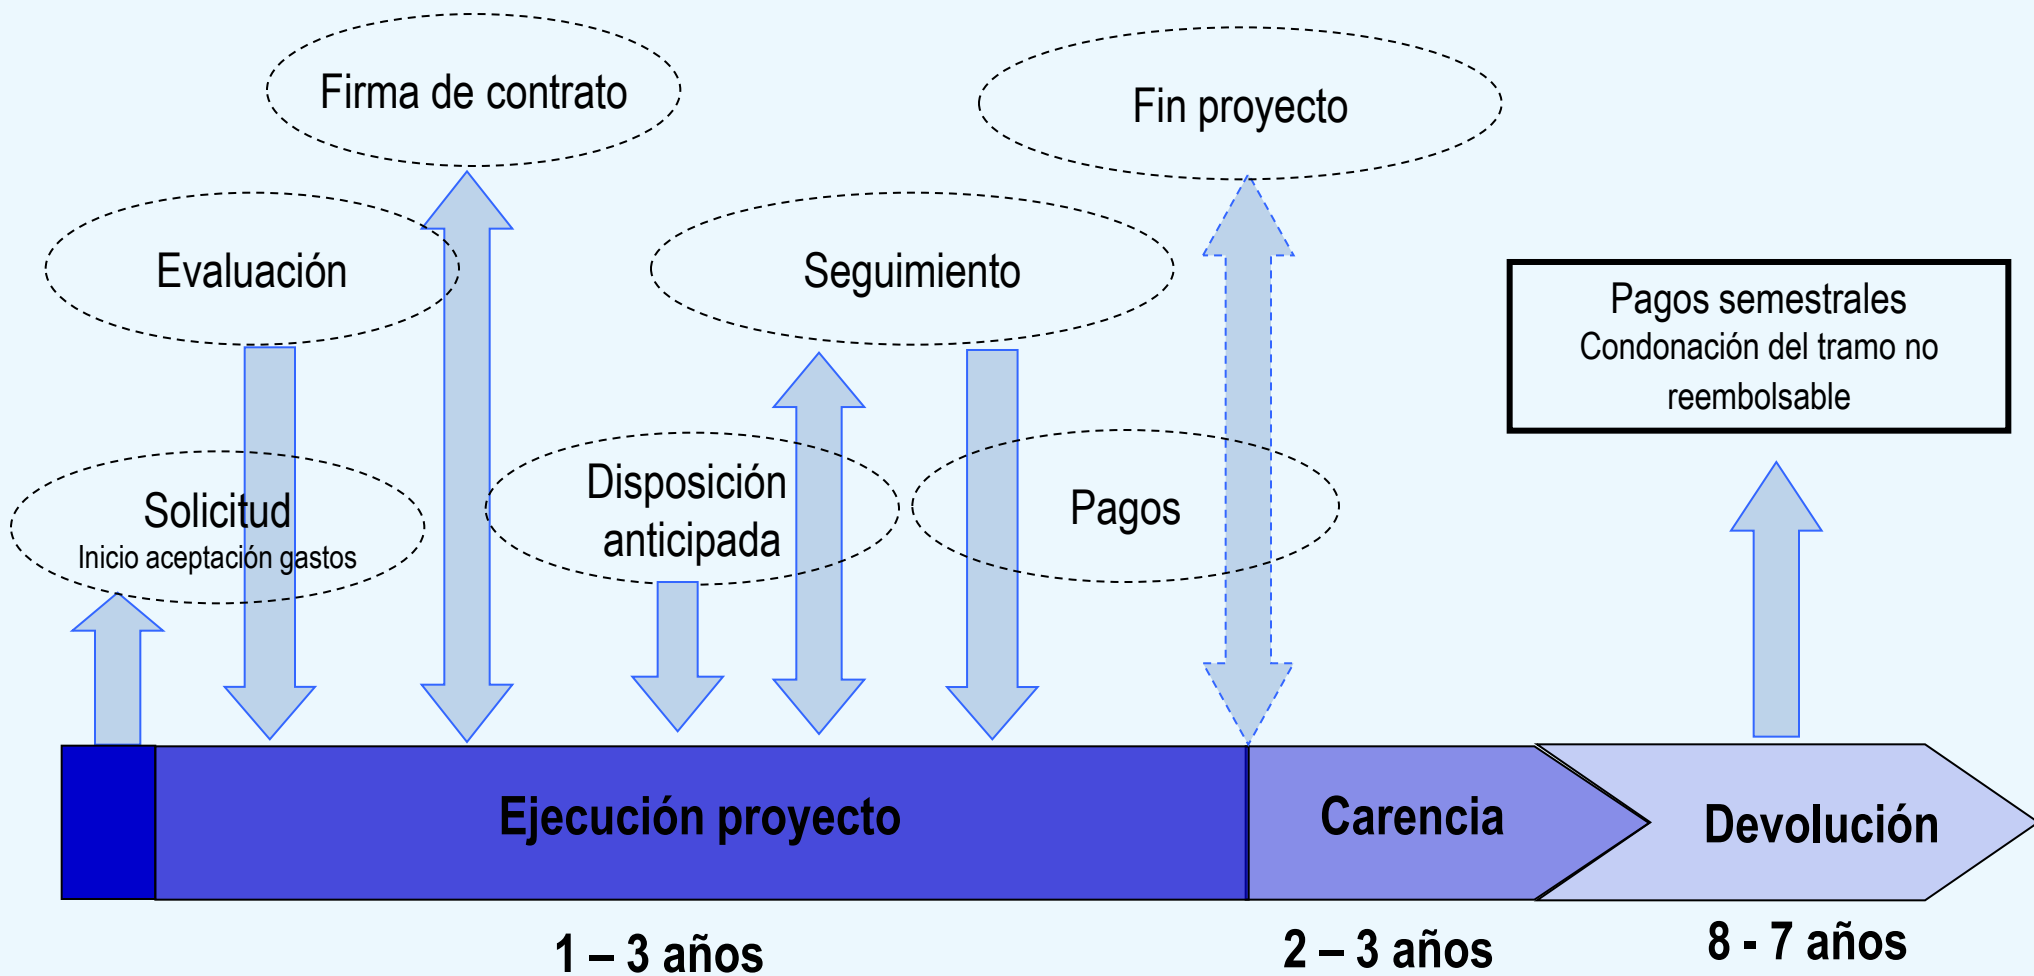 Firma de contrato
Fin proyecto
Evaluación
Seguimiento
Pagos semestrales
Condonación del tramo no
reembolsable
Solicitud
Inicio aceptación gastos
Disposición
anticipada
Pagos
Ejecución proyecto
Carencia
Devolución
1 – 3 años
2 – 3 años
8 - 7 años